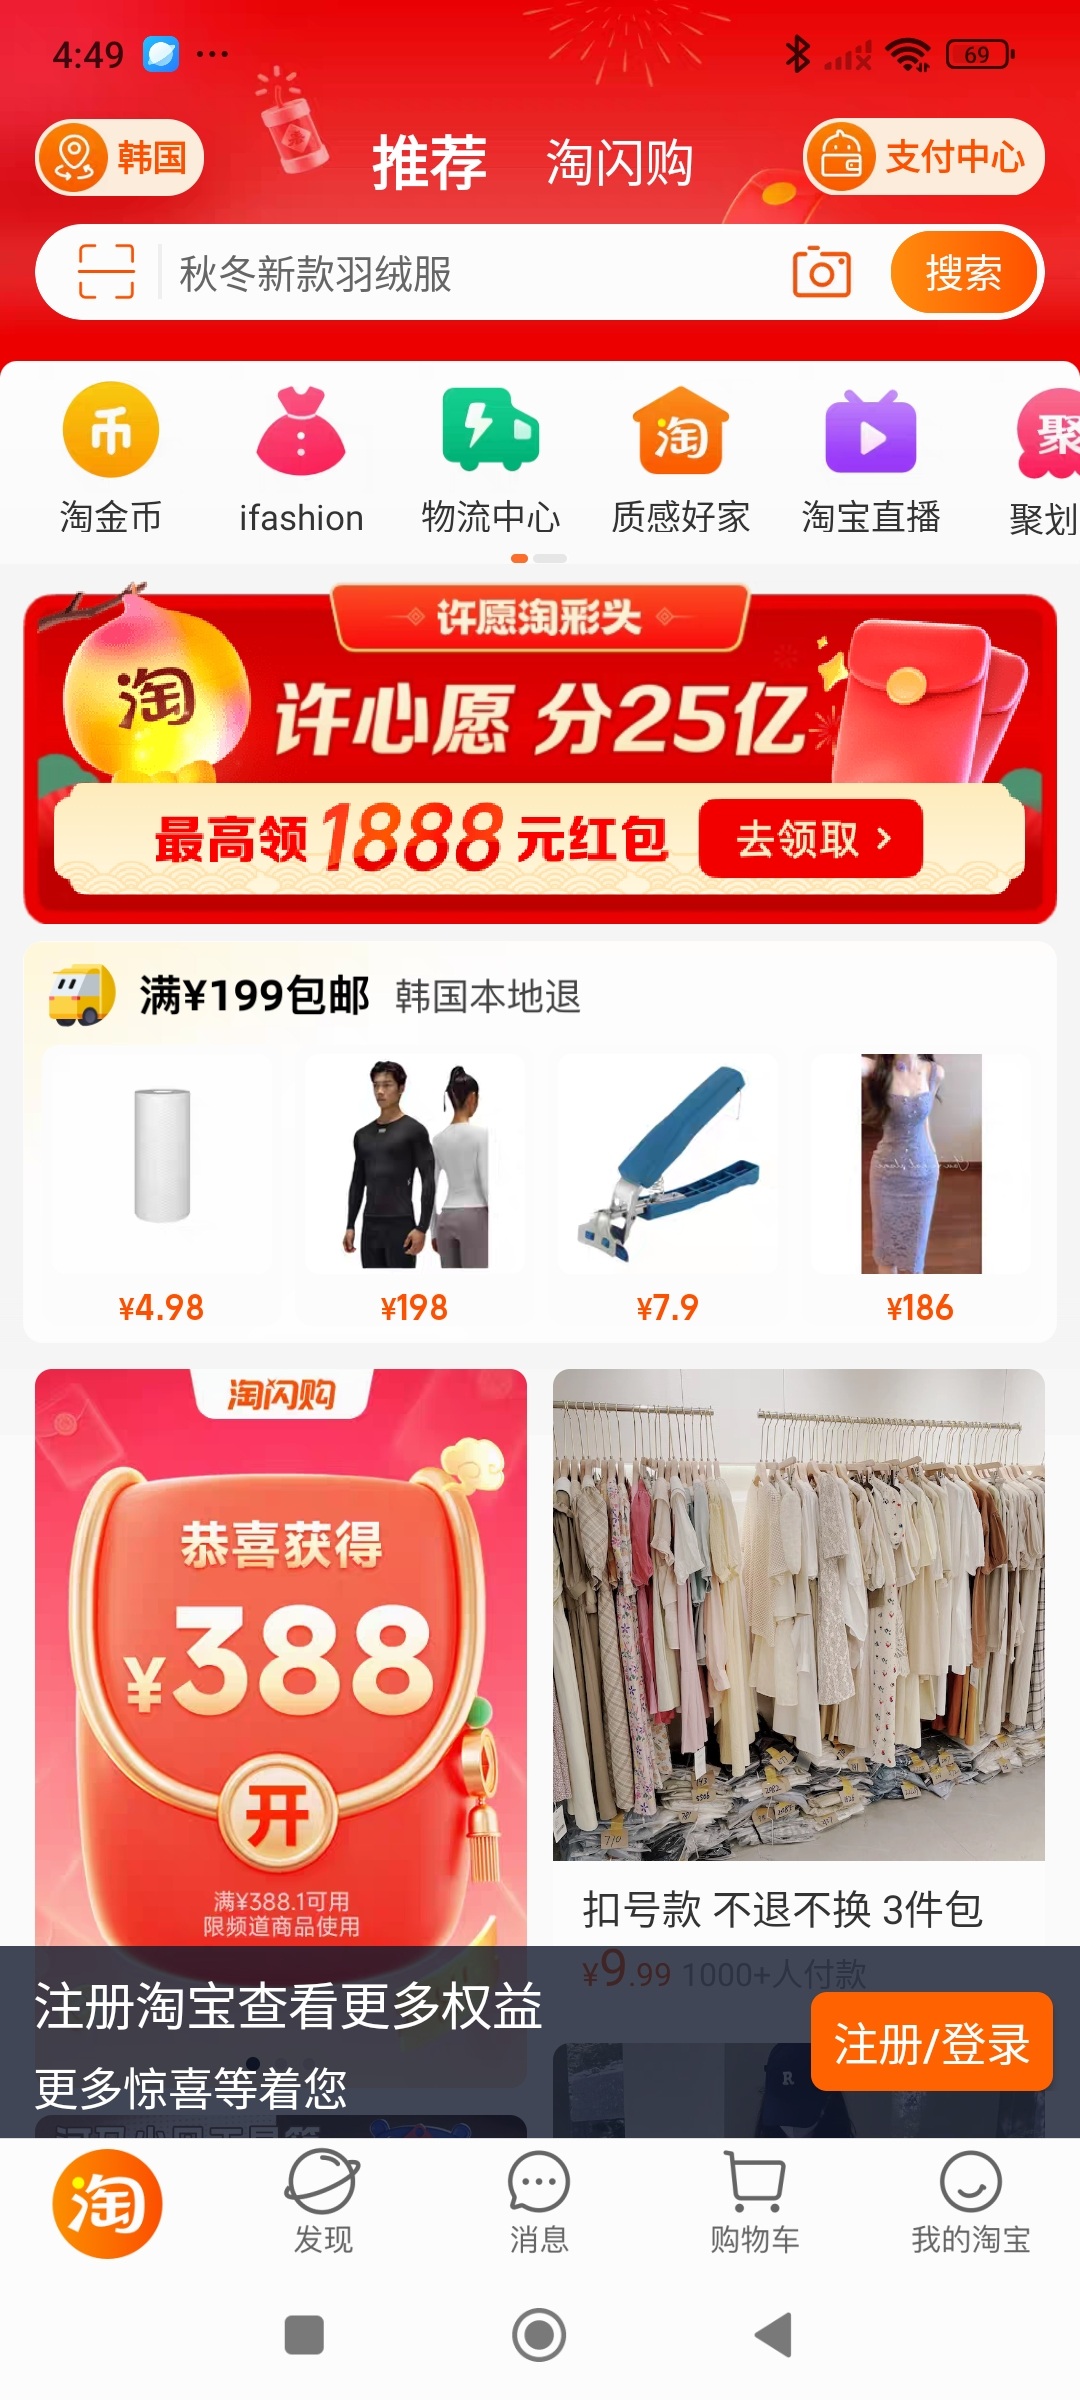 4:49
69
韩国
推荐
淘闪购
支付中心
秋冬新款羽绒服
搜索
币
淘
聚
淘金币
ifashion
物流中心
质感好家
淘宝直播
聚划
许愿淘彩头
淘
许心愿 分25亿
最高领1888元红包
去领取 >
满¥199包邮 韩国本地退
¥4.98
¥198
¥7.9
¥186
淘闪购
恭喜获得
¥388
开
满¥388.1可用
限频道商品使用
扣号款 不退不换 3件包
¥9.99 1000+人付款
注册淘宝查看更多权益
更多惊喜等着您
注册/登录
R
淘
发现
消息
购物车
我的淘宝